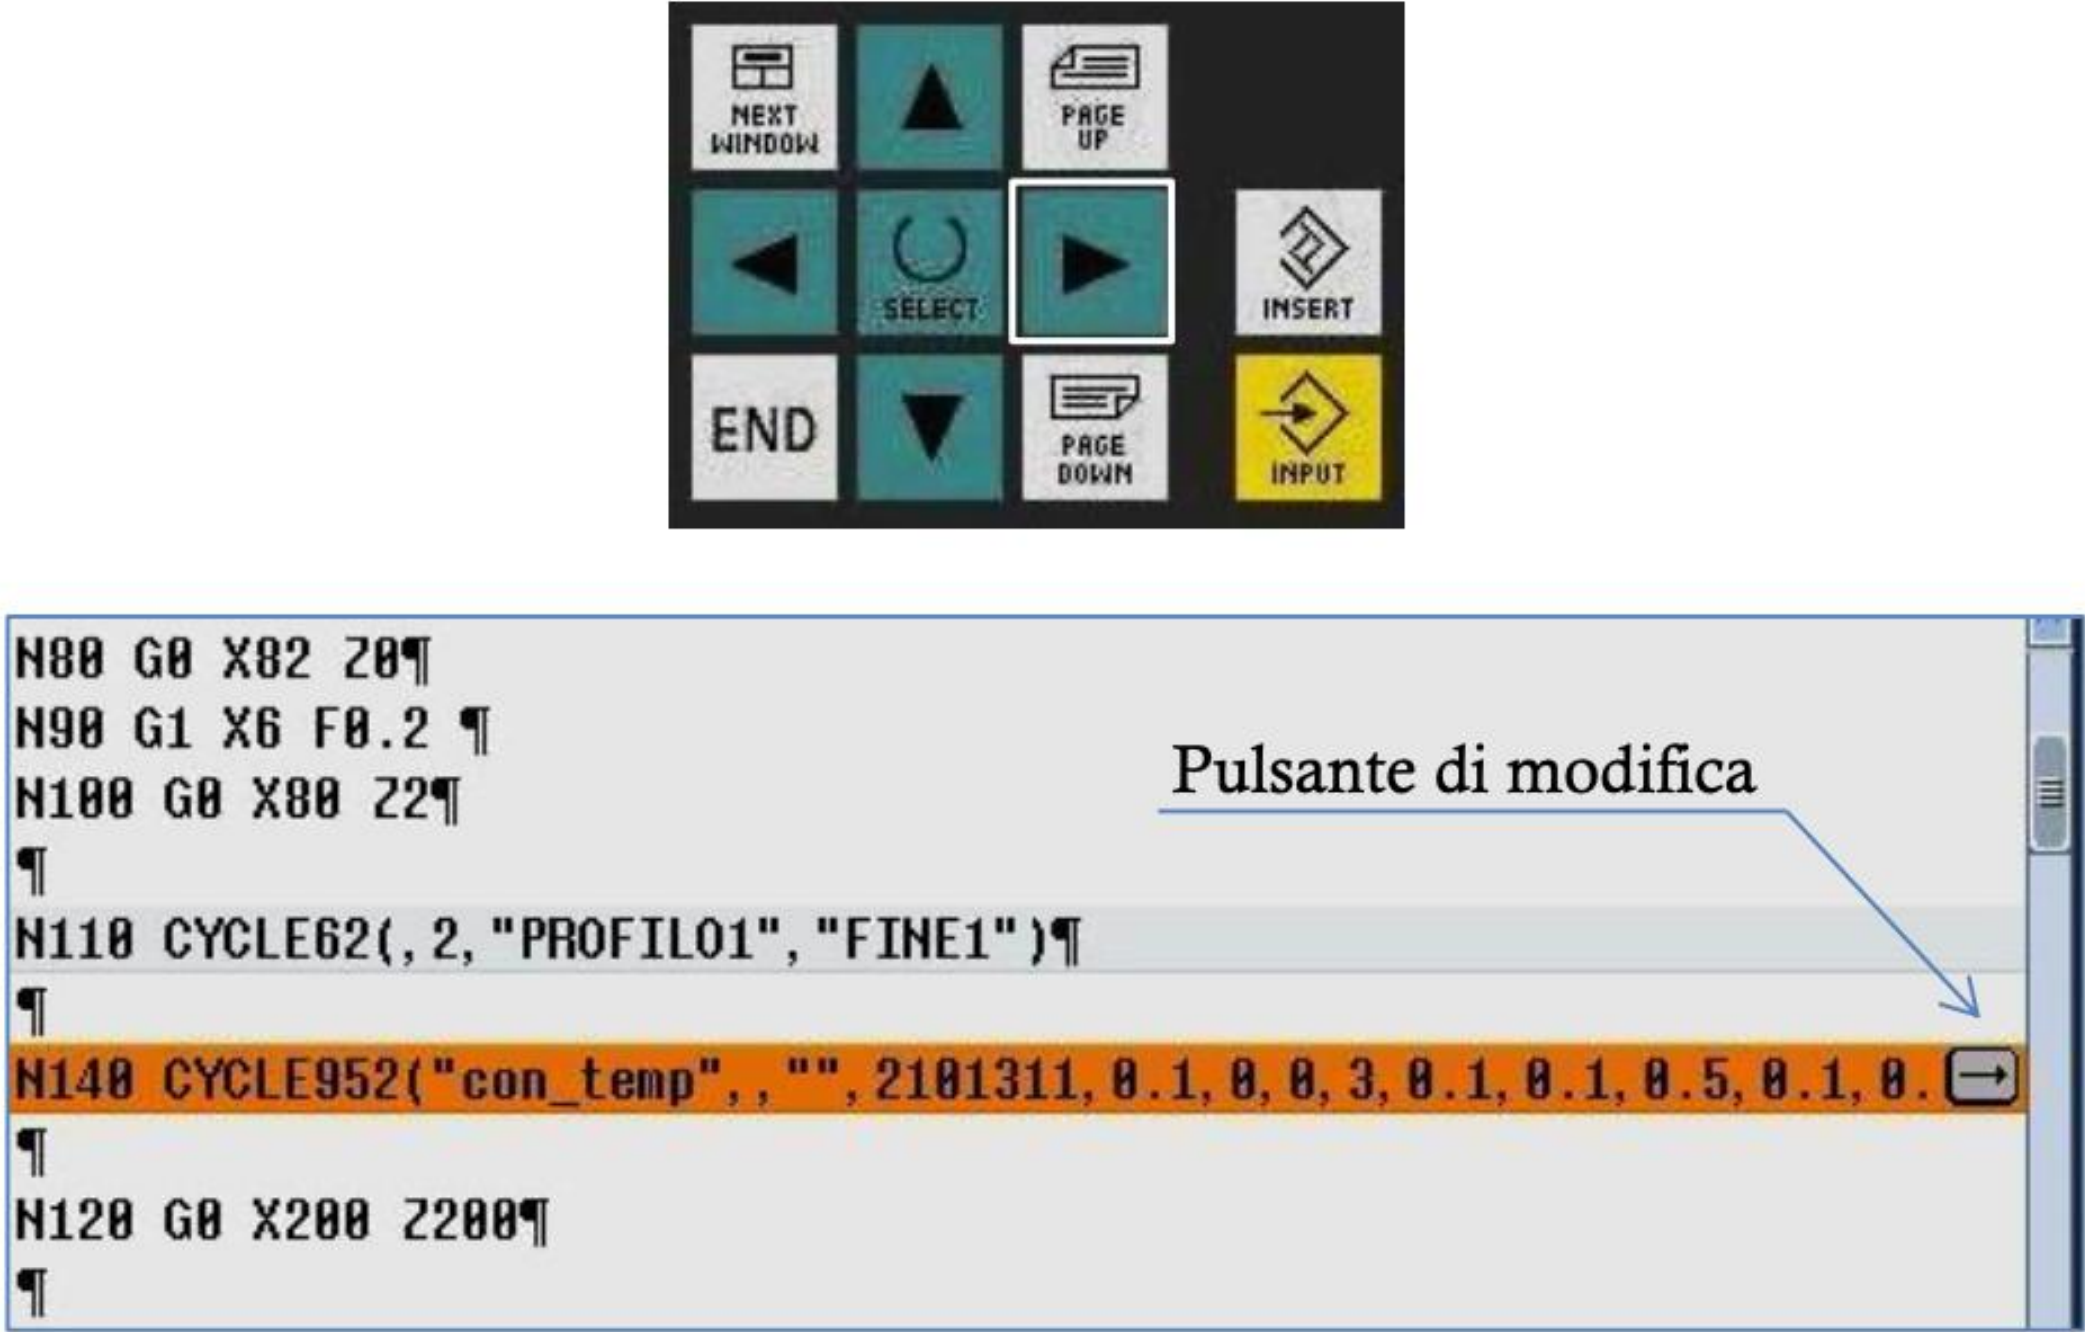 NEXT
WINDOW
PAGE
UP
SELECT
INSERT
END
PAGE
DOWN
INPUT
N80 G0 X82 Z0¶
N90 G1 X6 F0.2 ¶
N100 G0 X80 Z2¶
¶
Pulsante di modifica
N110 CYCLE62(,2,"PROFILO1","FINE1")¶
¶
N140 CYCLE952("con_temp",,"",2101311,0.1,0,0,3,0.1,0.1,0.5,0.1,0. →
¶
N120 G0 X200 Z200¶
¶